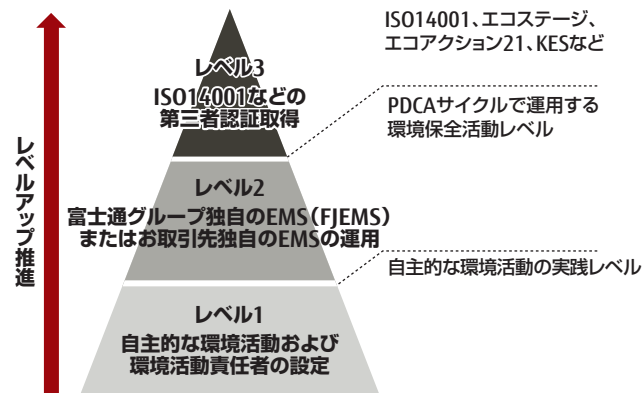 ISO14001、エコステージ、
エコアクション21、KESなど
レベル3
ISO14001などの
第三者認証取得
PDCAサイクルで運用する
環境保全活動レベル
レベルアップ推進
レベル2
富士通グループ独自のEMS（FJEMS）
またはお取引先独自のEMSの運用
自主的な環境活動の実践レベル
レベル1
自主的な環境活動および
環境活動責任者の設定